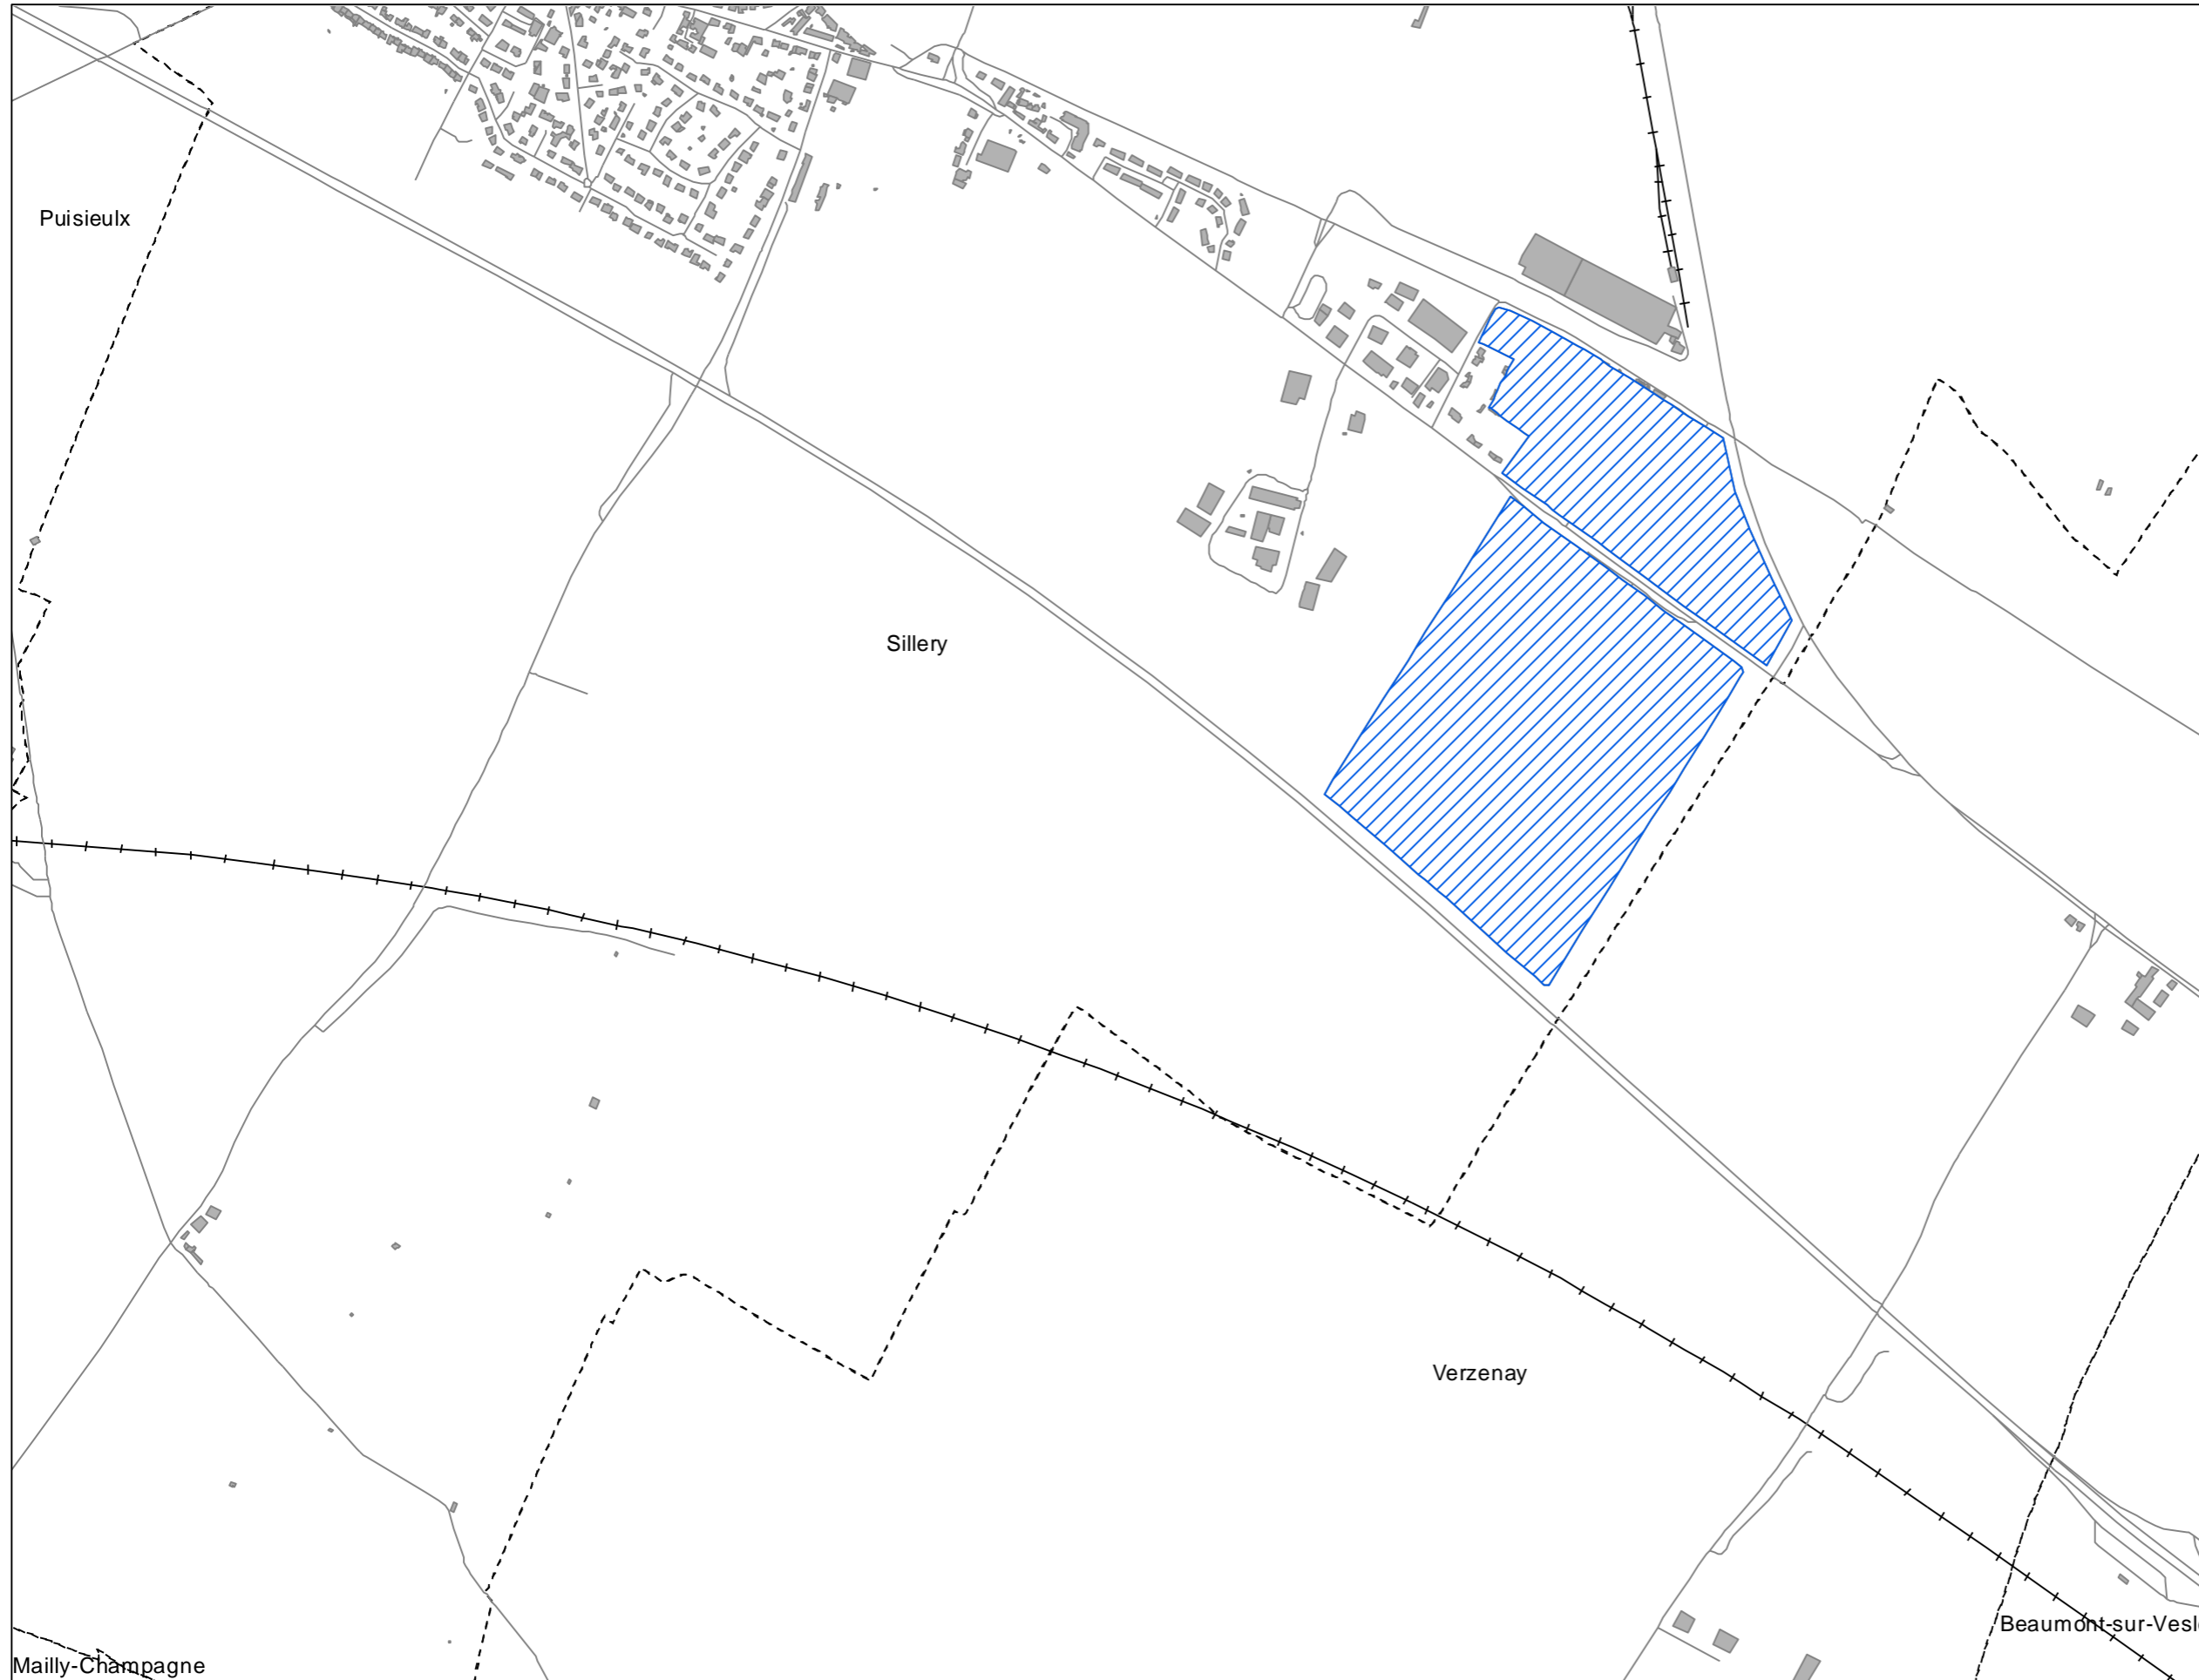 Puisieulx
Sillery
Verzenay
Beaumont-sur-Vesl
Mailly-Champagne